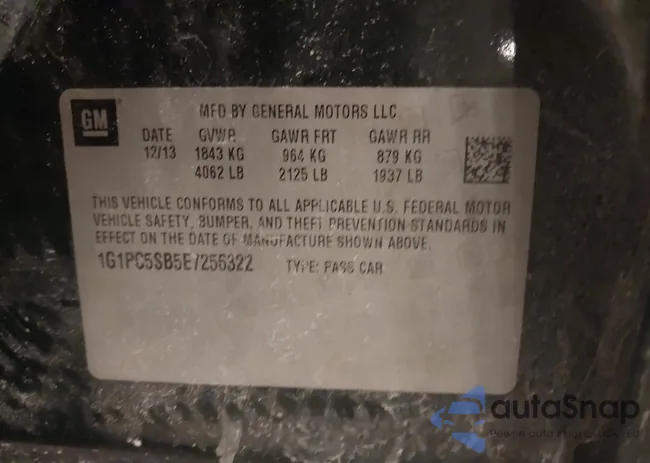 GM
MFD BY GENERAL MOTORS LLC
DATE GVWR GAWR FRT GAWR RR
12/13 1843 KG 964 KG 879 KG
4062 LB 2125 LB 1937 LB
THIS VEHICLE CONFORMS TO ALL APPLICABLE U.S. FEDERAL MOTOR
VEHICLE SAFETY, BUMPER, AND THEFT PREVENTION STANDARDS IN
EFFECT ON THE DATE OF MANUFACTURE SHOWN ABOVE.
1G1PC5SB5E7256322 TYPE: PASS CAR
autoSnap